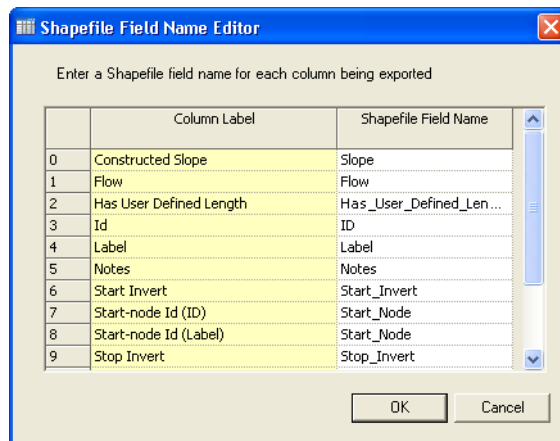 Shapefile Field Name Editor
Enter a Shapefile field name for each column being exported
Column Label Shapefile Field Name
0 Constructed Slope Slope
1 Flow Flow
2 Has User Defined Length Has_User_Defined_Len...
3 Id ID
4 Label Label
5 Notes Notes
6 Start Invert Start_Invert
7 Start-node Id (ID) Start_Node
8 Start-node Id (Label) Start_Node
9 Stop Invert Stop_Invert
OK Cancel